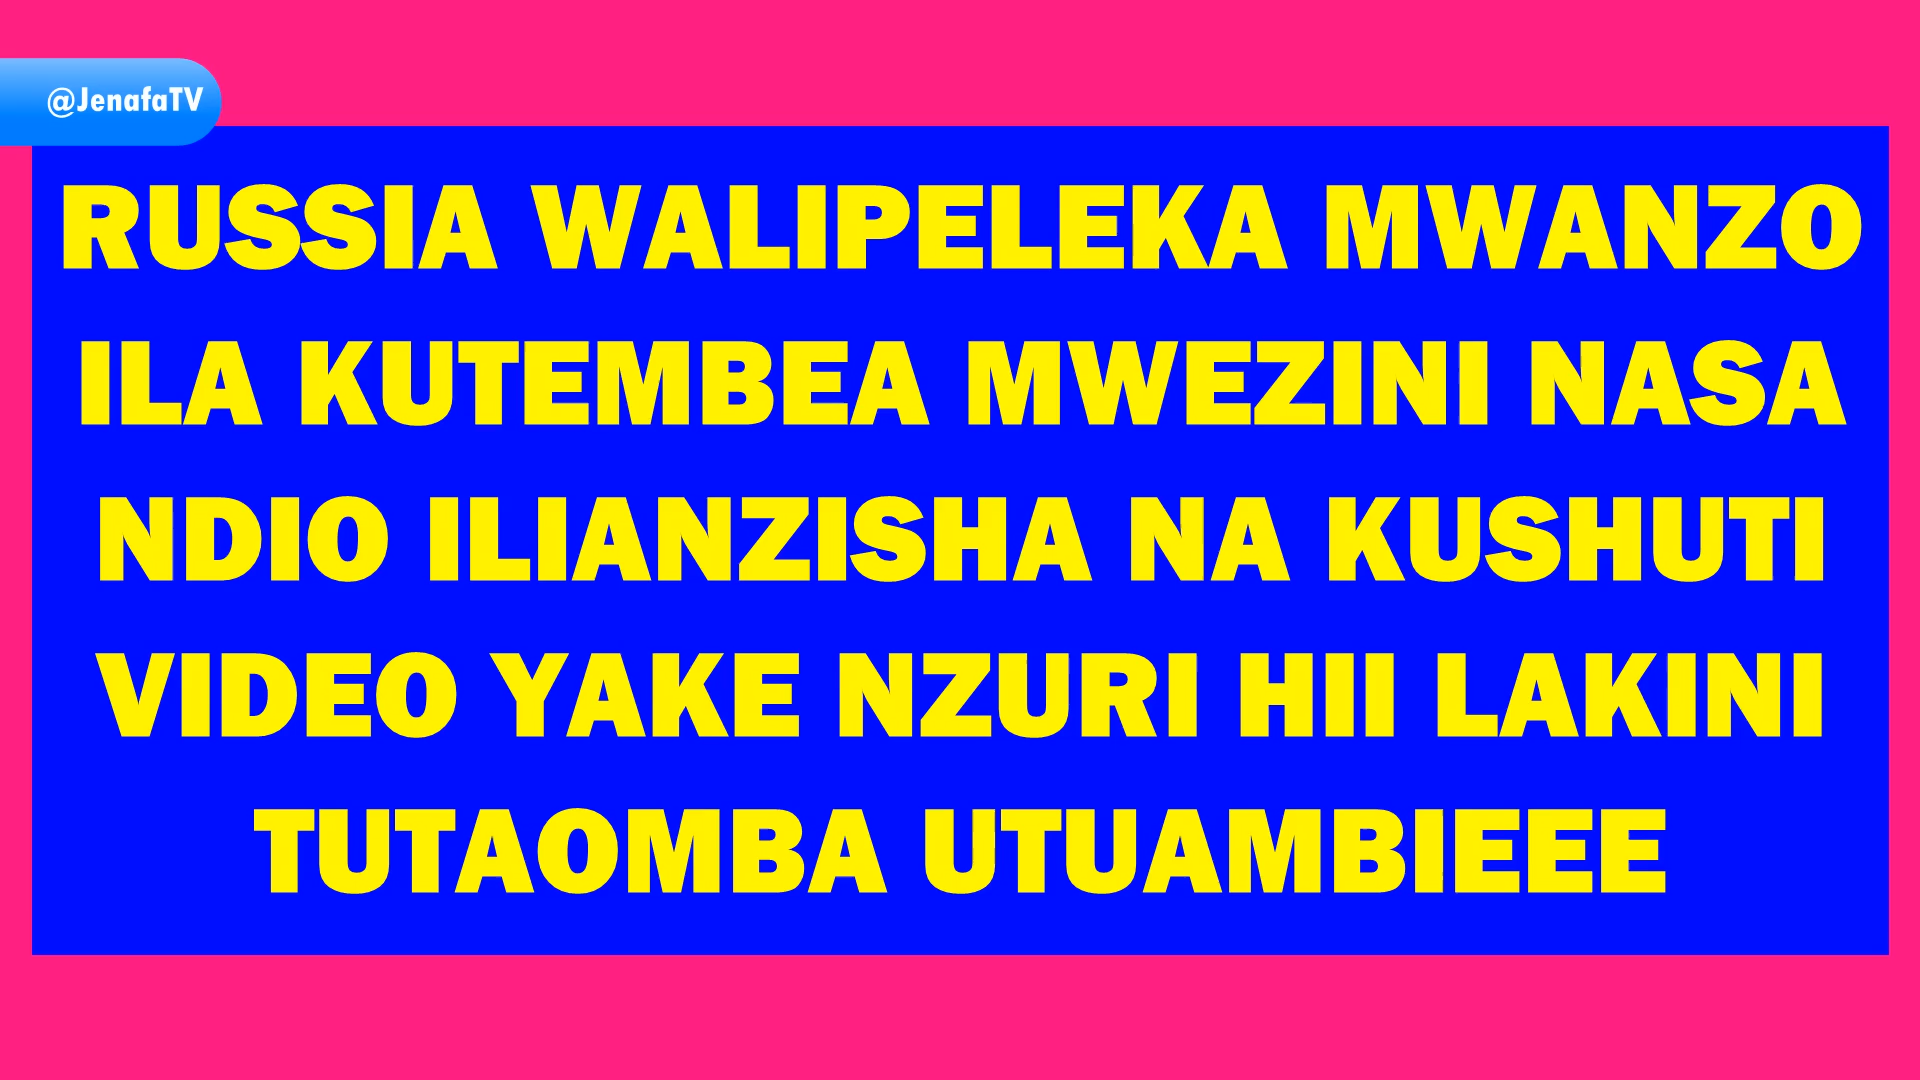 @JenafaTV
RUSSIA WALIPELEKA MWANZO
ILA KUTEMBEA MWEZINI NASA
NDIO ILIANZISHA NA KUSHUTI
VIDEO YAKE NZURI HII LAKINI
TUTAOMBA UTUAMBIEEE